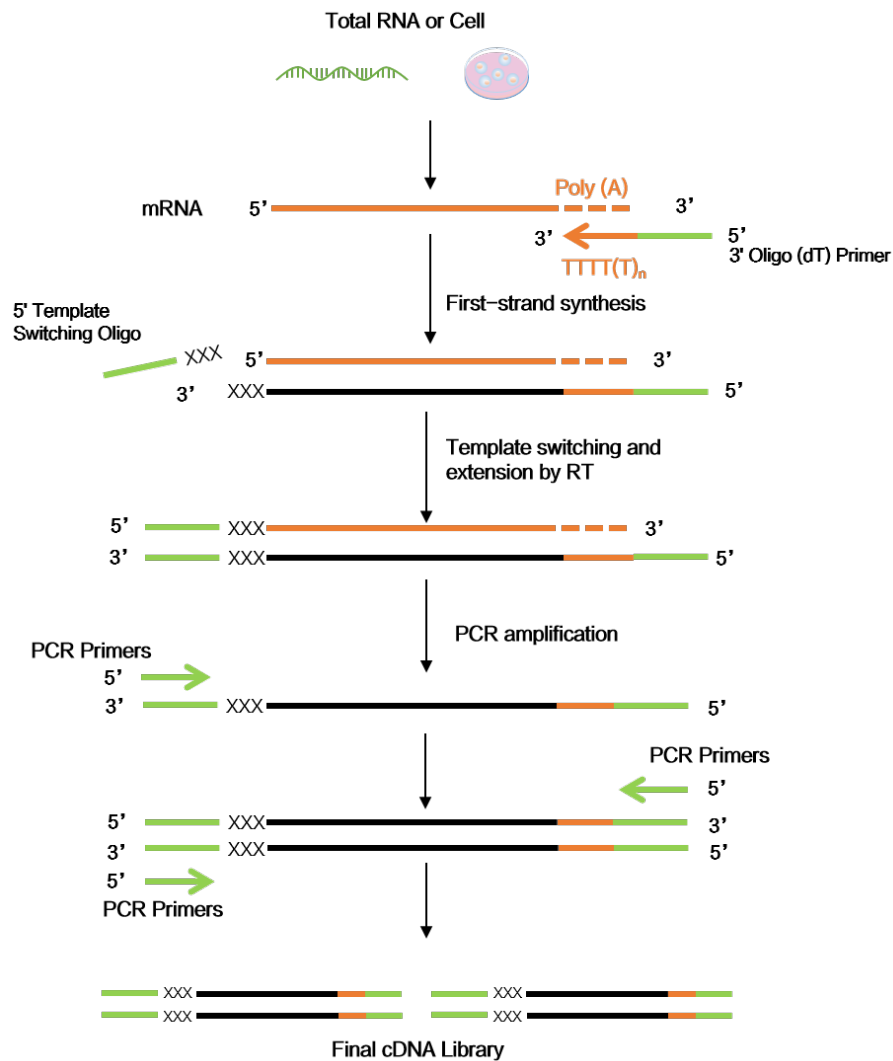 Total RNA or Cell
Poly (A)
mRNA
5’
3’
3’
5’
3' Oligo (dT) Primer
TTTT(T)n
First-strand synthesis
5' Template
Switching Oligo
XXX
5’
3’
3’
XXX
5’
Template switching and
extension by RT
5’
XXX
3’
3’
XXX
5’
PCR amplification
PCR Primers
5’
3’
XXX
5’
PCR Primers
5’
5’
XXX
3’
3’
XXX
5’
5’
PCR Primers
XXX
XXX
XXX
XXX
Final cDNA Library